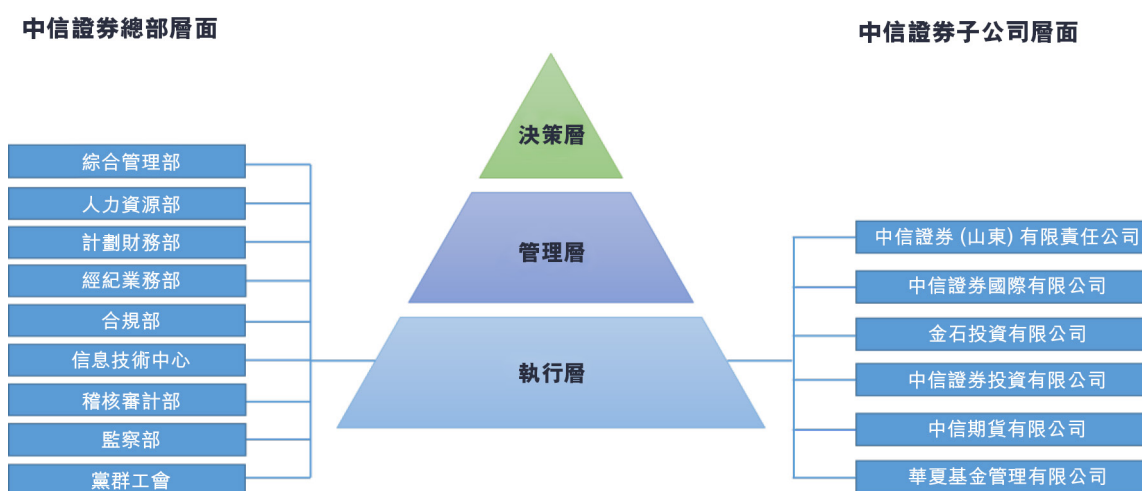 中信證券總部層面
中信證券子公司層面
決策層
管理層
執行層
綜合管理部
人力資源部
計劃財務部
經紀業務部
合規部
信息技術中心
稽核審計部
監察部
黨群工會
中信證券 (山東) 有限責任公司
中信證券國際有限公司
金石投資有限公司
中信證券投資有限公司
中信期貨有限公司
華夏基金管理有限公司